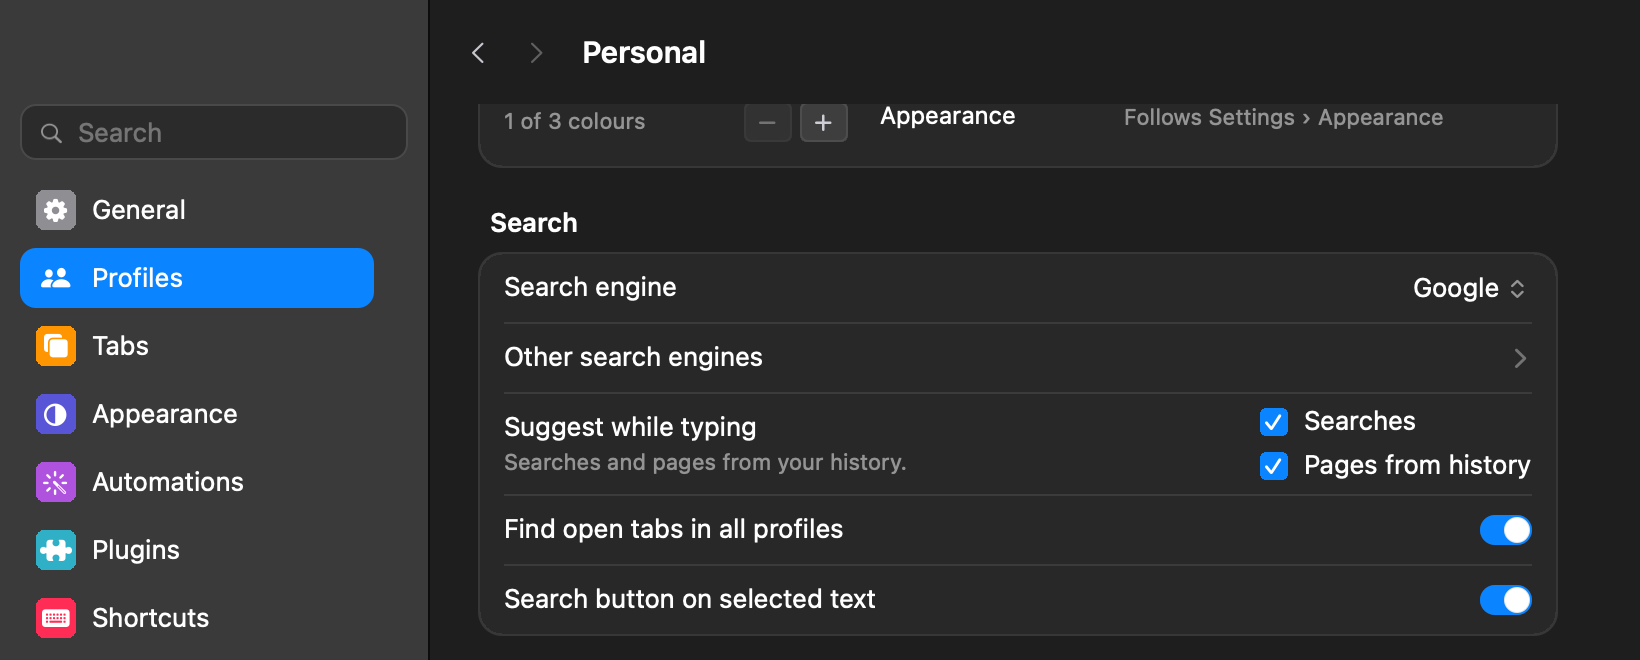 Personal
Search
General
Profiles
Tabs
Appearance
Automations
Plugins
Shortcuts
1 of 3 colours
Appearance
Follows Settings › Appearance
Search
Search engine
Google
Other search engines
Suggest while typing
Searches and pages from your history.
Searches
Pages from history
Find open tabs in all profiles
Search button on selected text